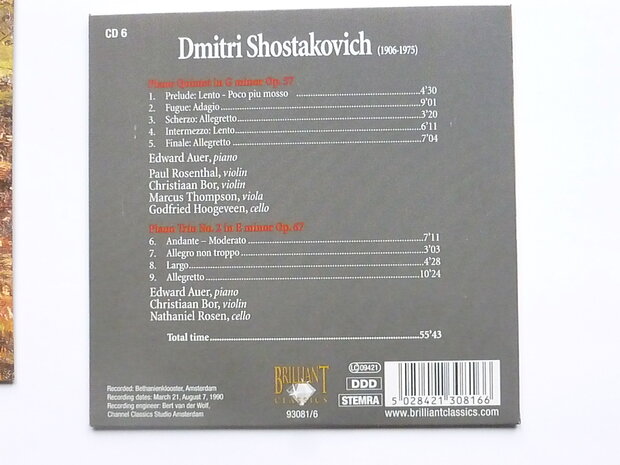 CD 6
Dmitri Shostakovich (1906-1975)
Piano Quintet in G minor Op. 57
1. Prelude: Lento - Poco piu mosso 4'30
2. Fugue: Adagio 9'01
3. Scherzo: Allegretto 3'20
4. Intermezzo: Lento 6'11
5. Finale: Allegretto 7'04
Edward Auer, piano
Paul Rosenthal, violin
Christiaan Bor, violin
Marcus Thompson, viola
Godfried Hoogeveen, cello
Piano Trio No. 2 in E minor Op. 67
6. Andante – Moderato 7'11
7. Allegro non troppo 3'03
8. Largo 4'28
9. Allegretto 10'24
Edward Auer, piano
Christiaan Bor, violin
Nathaniel Rosen, cello
Total time 55'43
Recorded: Bethanienklooster, Amsterdam
Recording dates: March 21, August 7, 1990
Recording engineer: Bert van der Wolf,
Channel Classics Studio Amsterdam
BRILLIANT
CLASSICS
93081/6
LC 09421
DDD
STEMRA
5 028421 308166
www.brilliantclassics.com